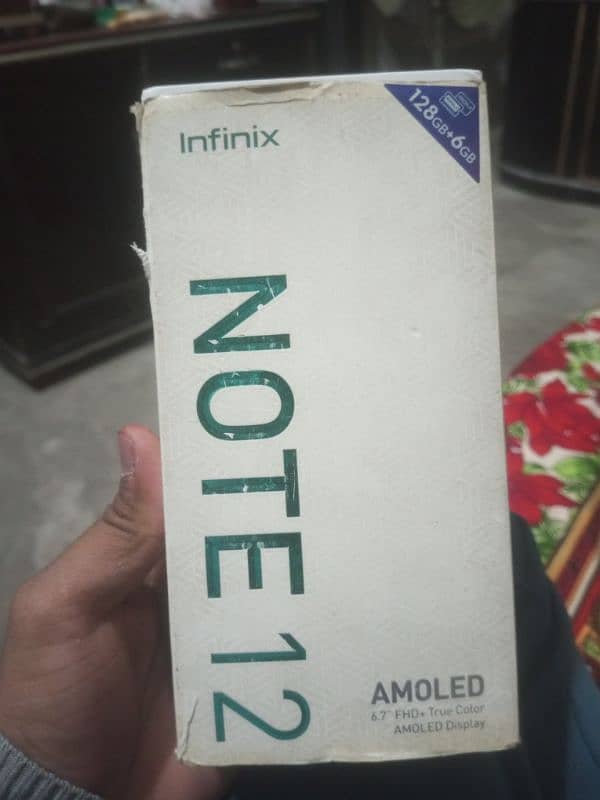 Infinix
128GB+6GB
NOTE 12
AMOLED
6.7" FHD+ True Color
AMOLED Display